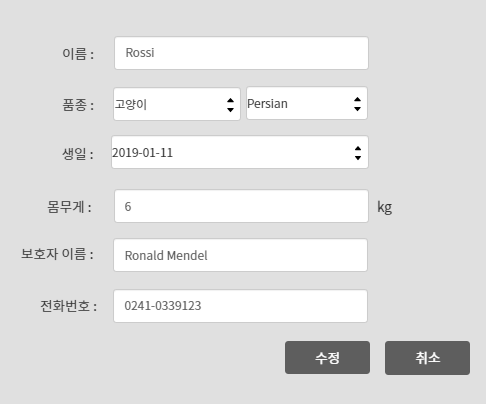 이름 : Rossi
품종 : 고양이 Persian
생일 : 2019-01-11
몸무게 : 6 kg
보호자 이름 : Ronald Mendel
전화번호 : 0241-0339123
수정 취소